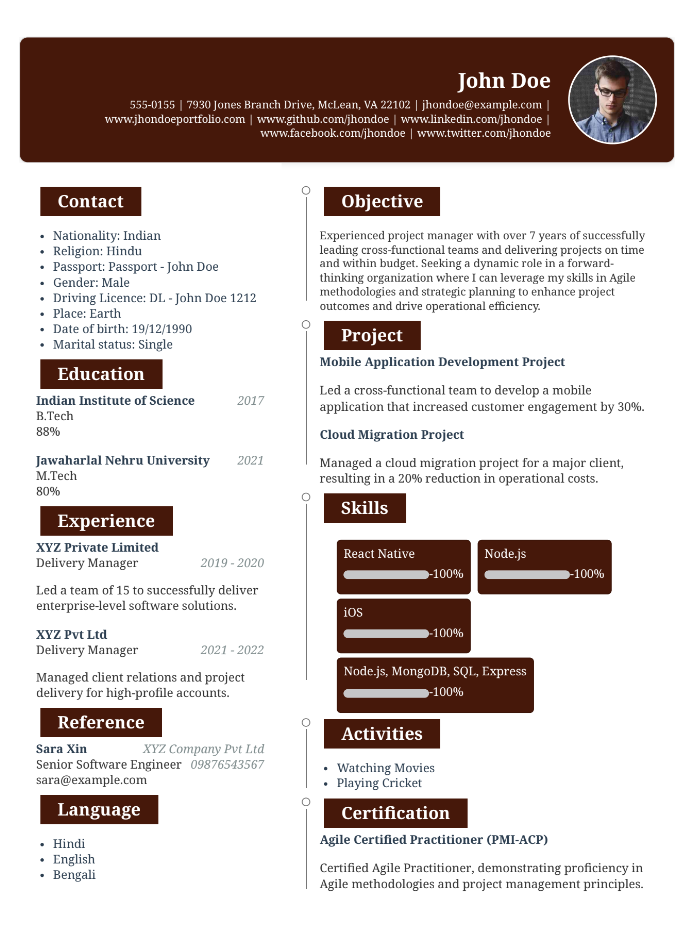 John Doe
555-0155 | 7930 Jones Branch Drive, McLean, VA 22102 | jhondoe@example.com |
www.jhondoeportfolio.com | www.github.com/jhondoe | www.linkedin.com/jhondoe |
www.facebook.com/jhondoe | www.twitter.com/jhondoe
Contact
• Nationality: Indian
• Religion: Hindu
• Passport: Passport - John Doe
• Gender: Male
• Driving Licence: DL - John Doe 1212
• Place: Earth
• Date of birth: 19/12/1990
• Marital status: Single
Education
Indian Institute of Science 2017
B.Tech
88%
Jawaharlal Nehru University 2021
M.Tech
80%
Experience
XYZ Private Limited
Delivery Manager 2019 - 2020
Led a team of 15 to successfully deliver
enterprise-level software solutions.
XYZ Pvt Ltd
Delivery Manager 2021 - 2022
Managed client relations and project
delivery for high-profile accounts.
Reference
Sara Xin XYZ Company Pvt Ltd
Senior Software Engineer 09876543567
sara@example.com
Language
• Hindi
• English
• Bengali
Objective
Experienced project manager with over 7 years of successfully
leading cross-functional teams and delivering projects on time
and within budget. Seeking a dynamic role in a forward-
thinking organization where I can leverage my skills in Agile
methodologies and strategic planning to enhance project
outcomes and drive operational efficiency.
Project
Mobile Application Development Project
Led a cross-functional team to develop a mobile
application that increased customer engagement by 30%.
Cloud Migration Project
Managed a cloud migration project for a major client,
resulting in a 20% reduction in operational costs.
Skills
React Native
-100%
Node.js
-100%
iOS
-100%
Node.js, MongoDB, SQL, Express
-100%
Activities
• Watching Movies
• Playing Cricket
Certification
Agile Certified Practitioner (PMI-ACP)
Certified Agile Practitioner, demonstrating proficiency in
Agile methodologies and project management principles.